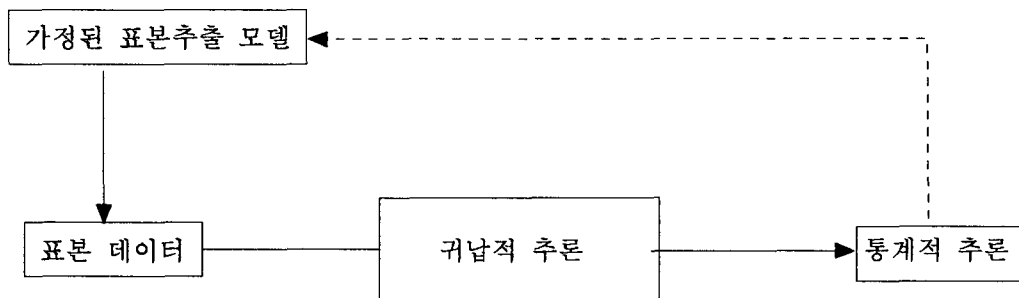 가정된 표본추출 모델
표본 데이터
귀납적 추론
통계적 추론